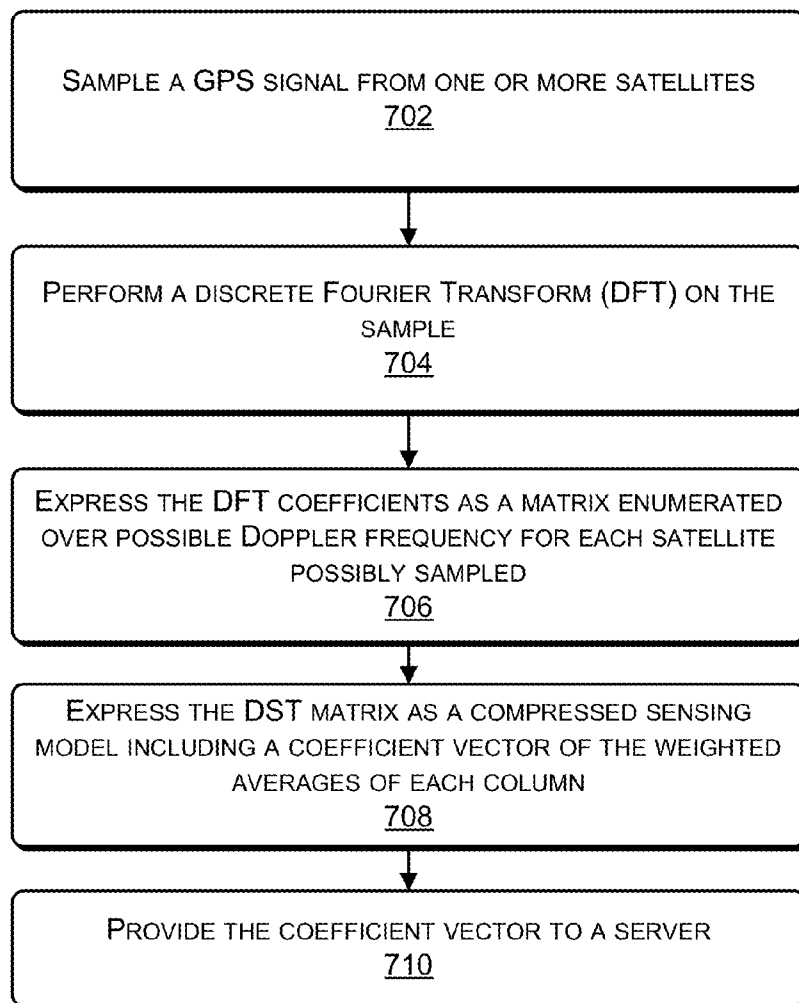 SAMPLE A GPS SIGNAL FROM ONE OR MORE SATELLITES
702
PERFORM A DISCRETE FOURIER TRANSFORM (DFT) ON THE
SAMPLE
704
EXPRESS THE DFT COEFFICIENTS AS A MATRIX ENUMERATED
OVER POSSIBLE DOPPLER FREQUENCY FOR EACH SATELLITE
POSSIBLY SAMPLED
706
EXPRESS THE DST MATRIX AS A COMPRESSED SENSING
MODEL INCLUDING A COEFFICIENT VECTOR OF THE WEIGHTED
AVERAGES OF EACH COLUMN
708
PROVIDE THE COEFFICIENT VECTOR TO A SERVER
710